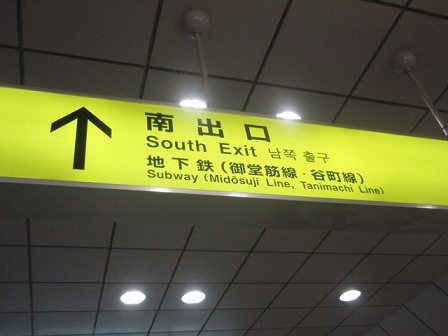 南出口
South Exit 남쪽 출구
地下鉄(御堂筋線・谷町線)
Subway (Midōsuji Line, Tanimachi Line)